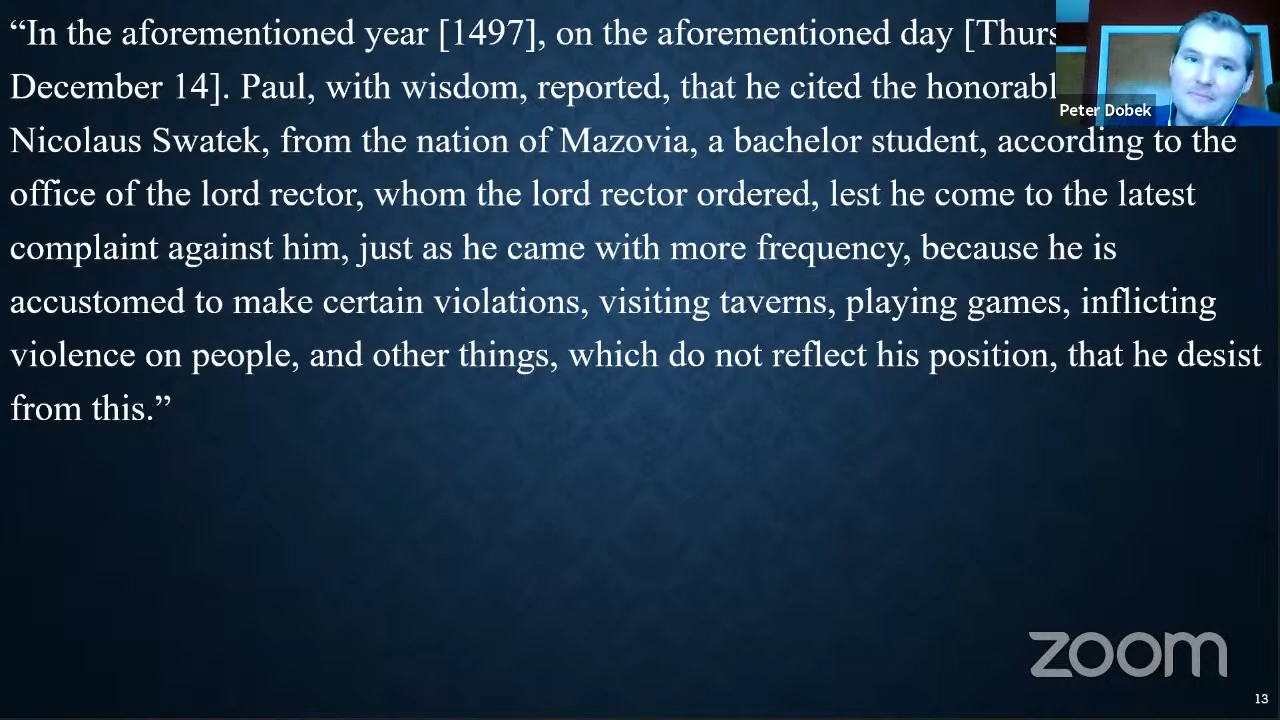 “In the aforementioned year [1497], on the aforementioned day
December 14]. Paul, with wisdom, reported, that he cited the
Peter Dobek
Nicolaus Swatek, from the nation of Mazovia, a bachelor student, according to the
office of the lord rector, whom the lord rector ordered, lest he come to the latest
complaint against him, just as he came with more frequency, because he is
accustomed to make certain violations, visiting taverns, playing games, inflicting
violence on people, and other things, which do not reflect his position, that he desist
from this.”
zoom
13